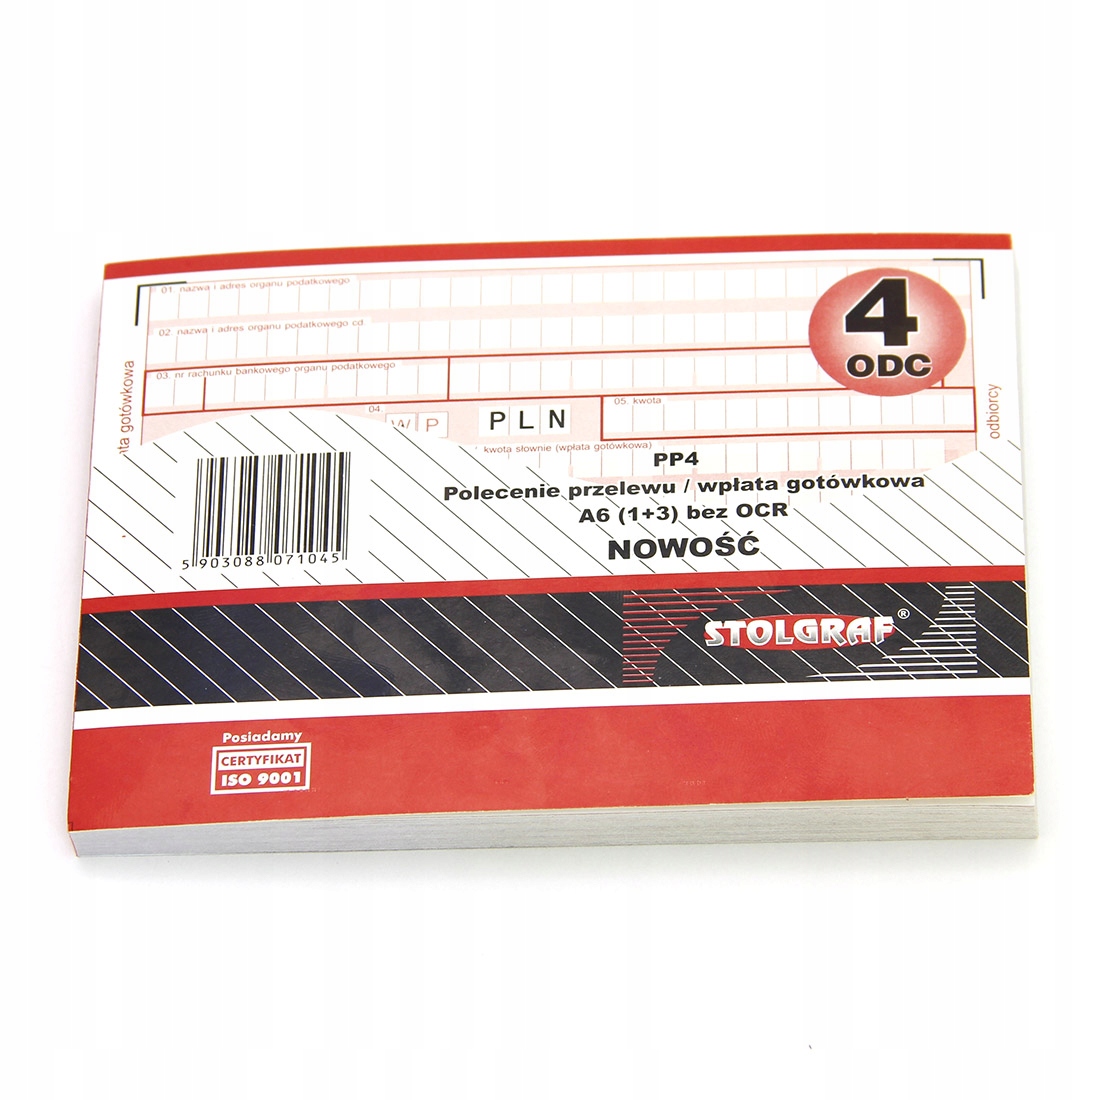 01. nazwa i adres organu podatkowego
02. nazwa i adres organu podatkowego cd.
03. nr rachunku bankowego organu podatkowego
4
ODC
04.
W P
P L N
05. kwota
gotówkowa
odbiorcy
kwota słownie (wpłata gotówkowa)
PP4
Polecenie przelewu / wpłata gotówkowa
A6 (1+3) bez OCR
NOWOŚĆ
5 903088 071045
STOLGRAF®
Posiadamy
CERTYFIKAT
ISO 9001